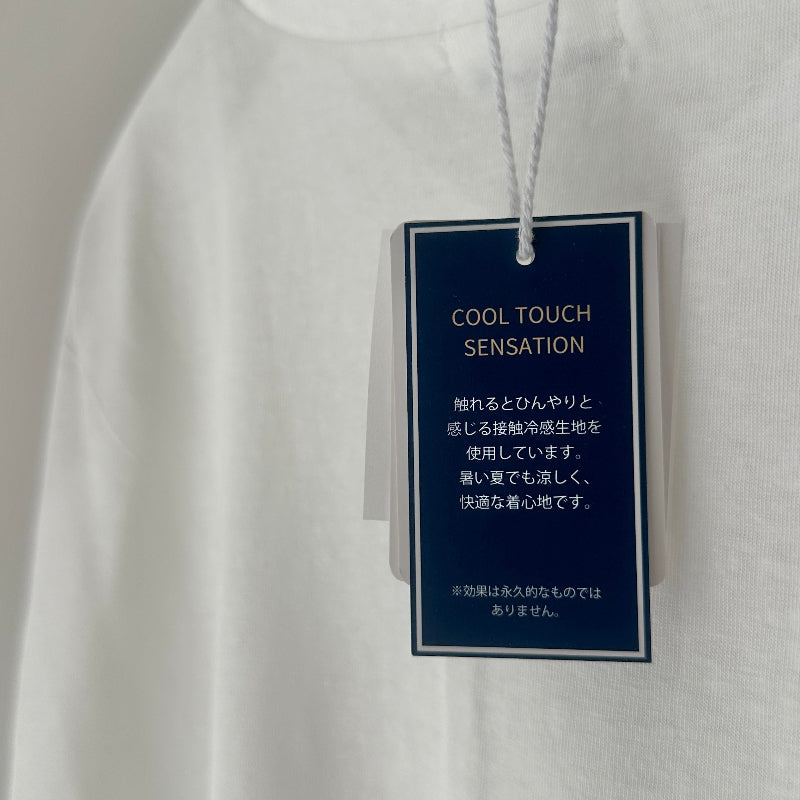 COOL TOUCH
SENSATION
触れるとひんやりと
感じる接触冷感生地を
使用しています。
暑い夏でも涼しく、
快適な着心地です。
※効果は永久的なものでは
ありません。